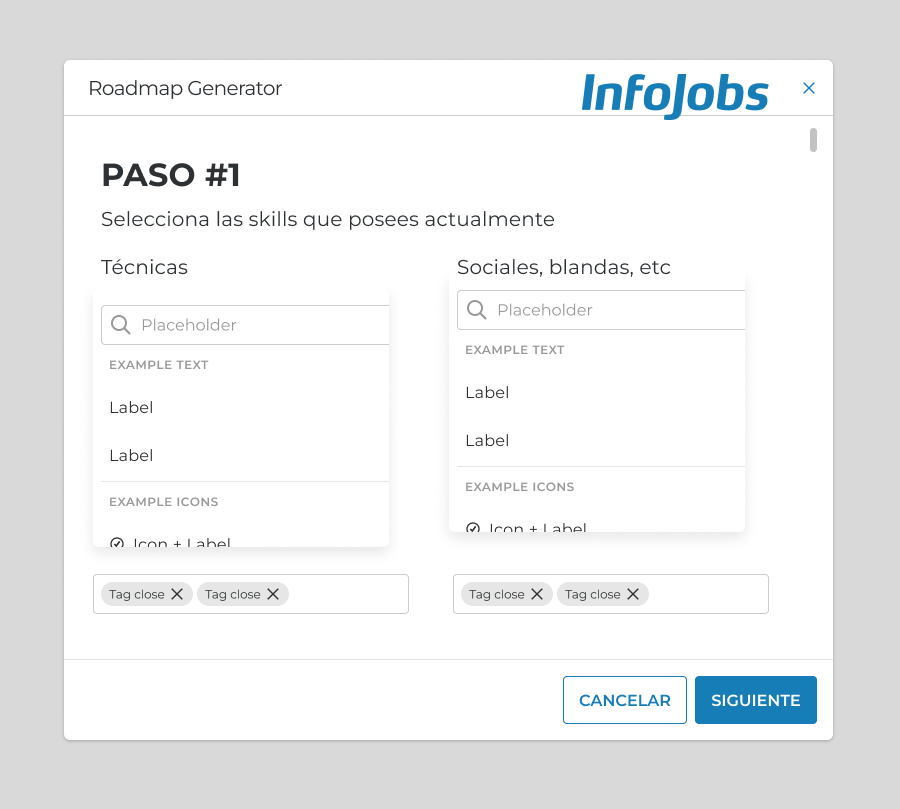 Roadmap Generator
InfoJobs
PASO #1
Selecciona las skills que posees actualmente
Técnicas
Placeholder
EXAMPLE TEXT
Label
Label
EXAMPLE ICONS
Icon + Label
Tag close
Tag close
Sociales, blandas, etc
Placeholder
EXAMPLE TEXT
Label
Label
EXAMPLE ICONS
Icon + Label
Tag close
Tag close
CANCELAR
SIGUIENTE